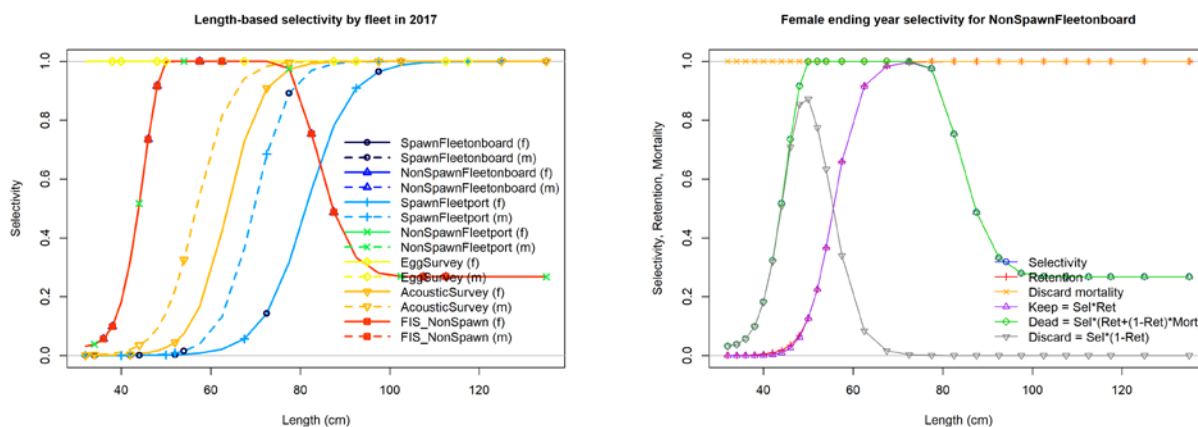 Length-based selectivity by fleet in 2017
Selectivity
1.0
0.8
0.6
0.4
0.2
0.0
SpawnFleetonboard (f)
SpawnFleetonboard (m)
NonSpawnFleetonboard (f)
NonSpawnFleetonboard (m)
SpawnFleetport (f)
SpawnFleetport (m)
NonSpawnFleetport (f)
NonSpawnFleetport (m)
EggSurvey (f)
EggSurvey (m)
AcousticSurvey (f)
AcousticSurvey (m)
FIS_NonSpawn (f)
FIS_NonSpawn (m)
40 60 80 100 120
Length (cm)
Female ending year selectivity for NonSpawnFleetonboard
Selectivity, Retention, Mortality
1.0
0.8
0.6
0.4
0.2
0.0
Selectivity
Retention
Discard mortality
Keep = Sel*Ret
Dead = Sel*(Ret+(1-Ret)*Mort
Discard = Sel*(1-Ret)
40 60 80 100 120
Length (cm)